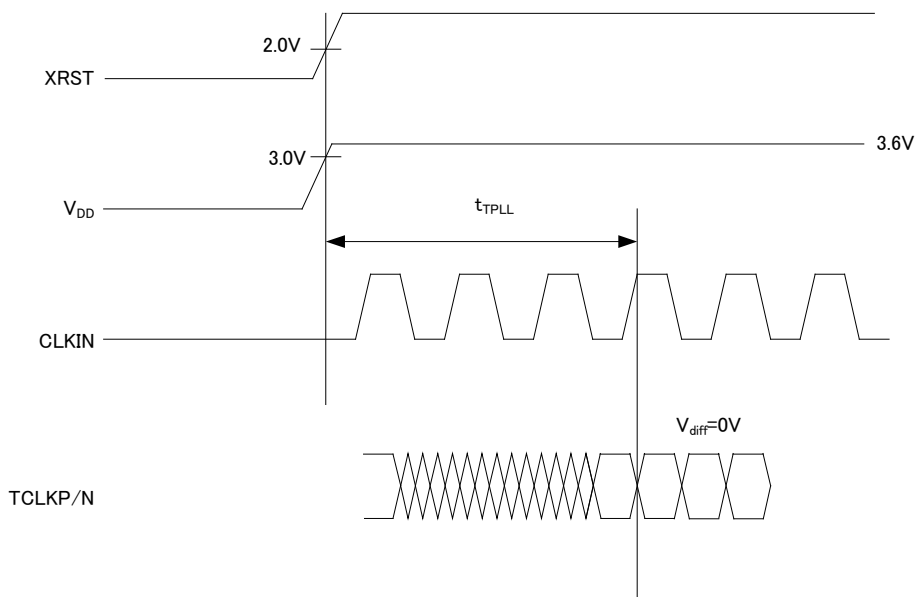 2.0V
XRST
3.0V
3.6V
VDD
tTPLL
CLKIN
Vdiff=0V
TCLKP/N